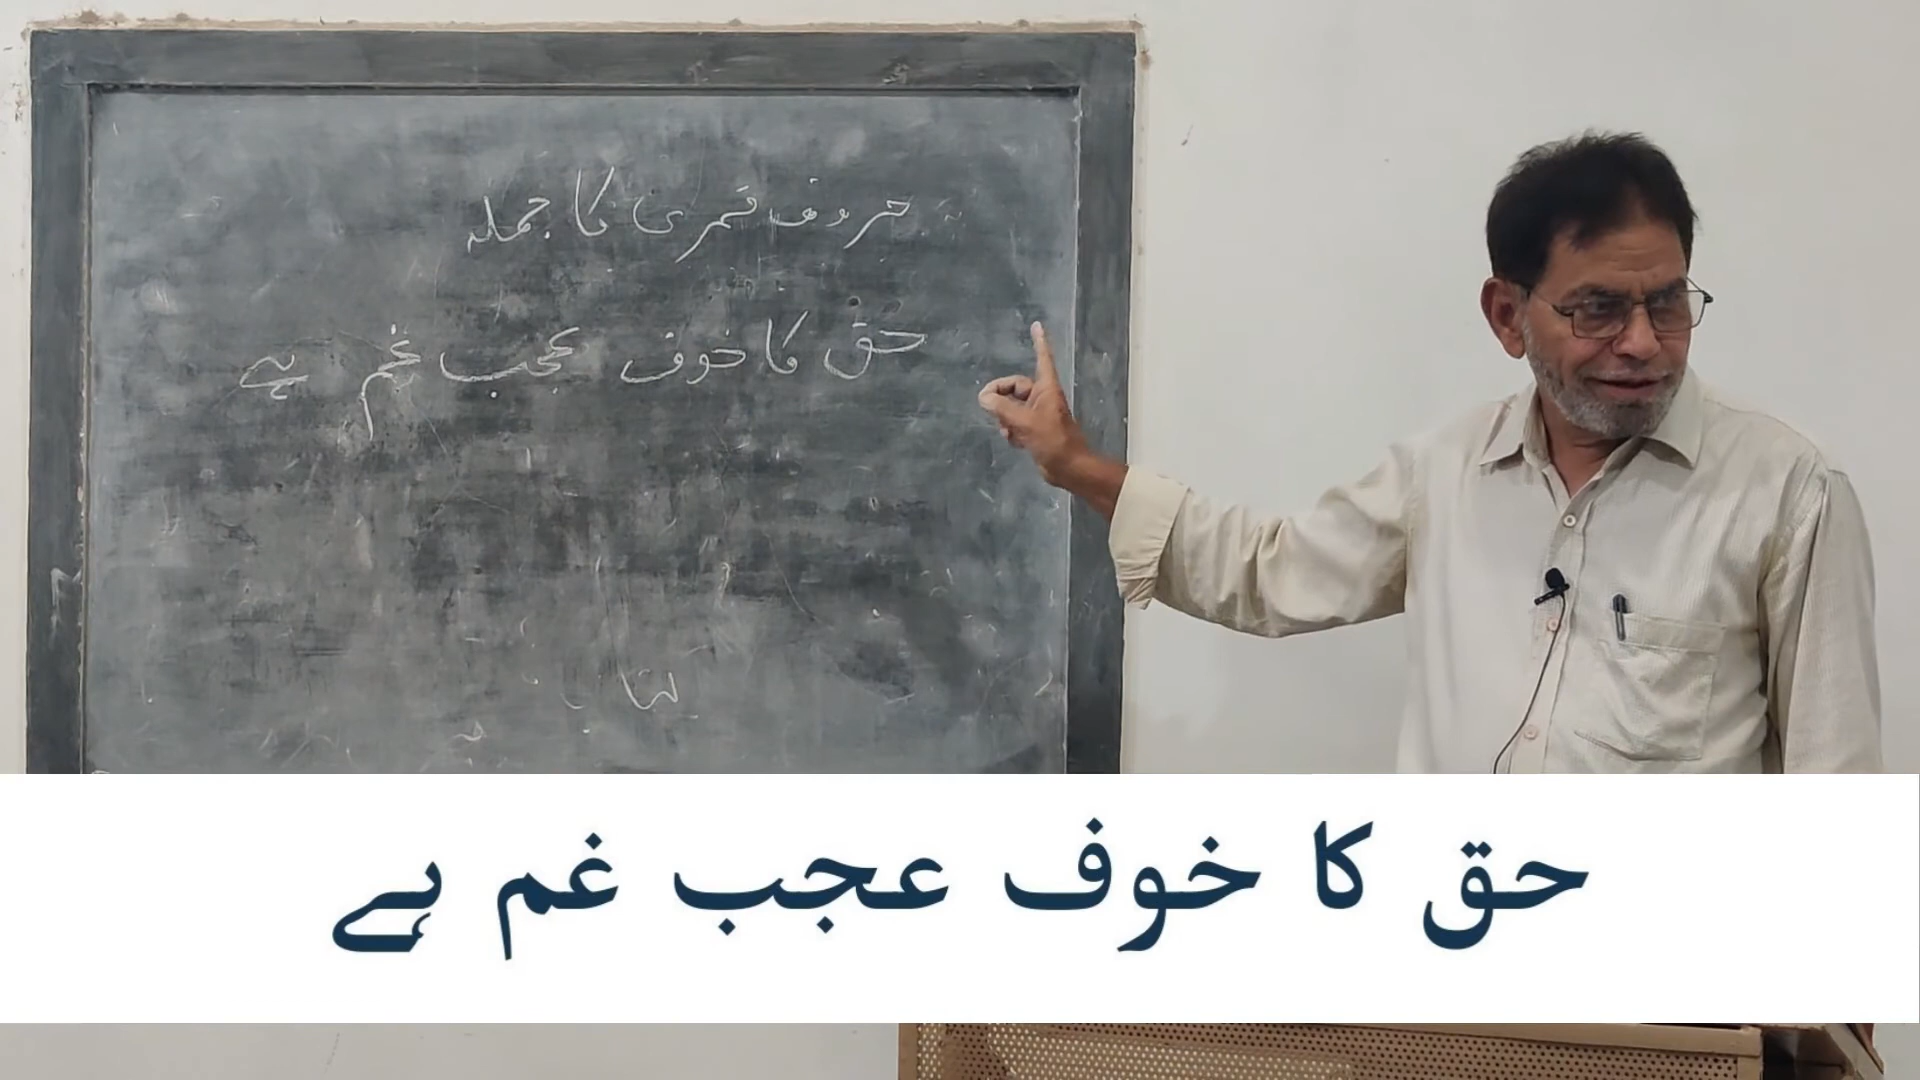 حروف قمری کا جملہ
حق کا خوف عجب غم ہے
حق کا خوف عجب غم ہے